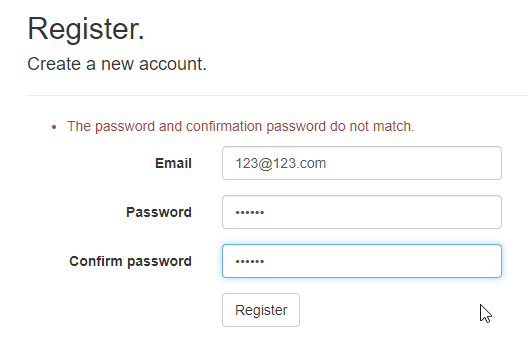 Register.
Create a new account.
• The password and confirmation password do not match.
Email 123@123.com
Password ••••••
Confirm password ••••••
Register